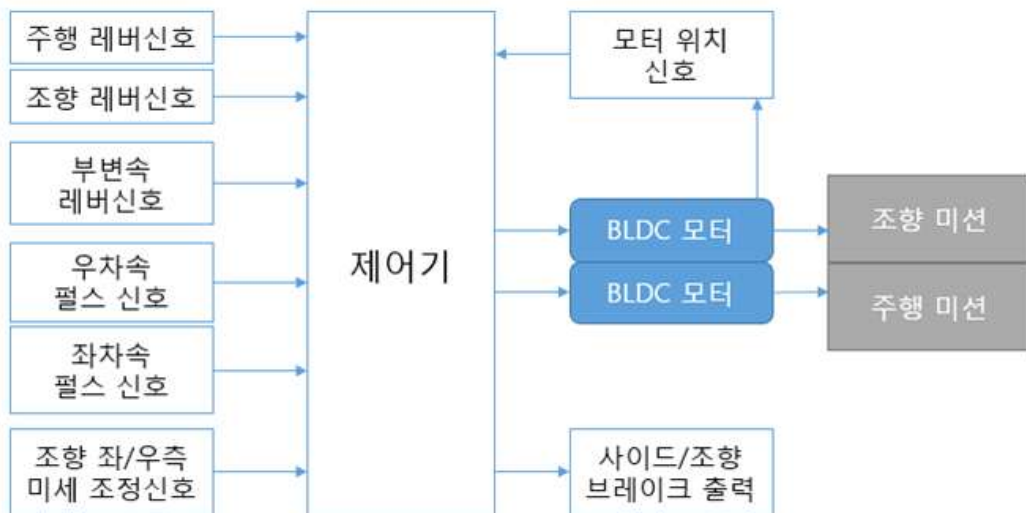 주행 레버신호
조향 레버신호
부변속
레버신호
우차속
펄스 신호
좌차속
펄스 신호
조향 좌/우측
미세 조정신호
제어기
모터 위치
신호
BLDC 모터
BLDC 모터
조향 미션
주행 미션
사이드/조향
브레이크 출력